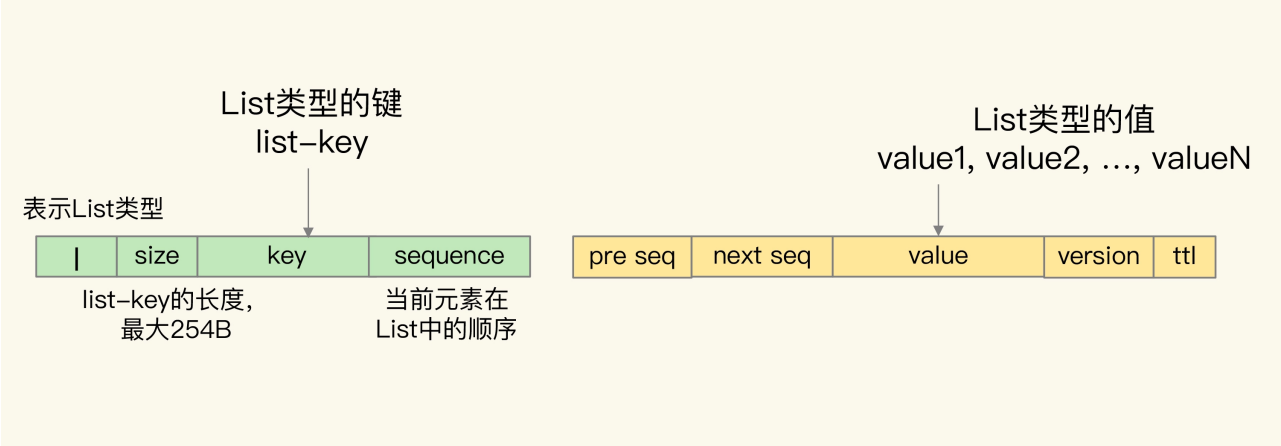 List类型的键
list-key
List类型的值
value1, value2, …, valueN
表示List类型
l size key sequence
pre seq next seq value version ttl
list-key的长度,
最大254B
当前元素在
List中的顺序